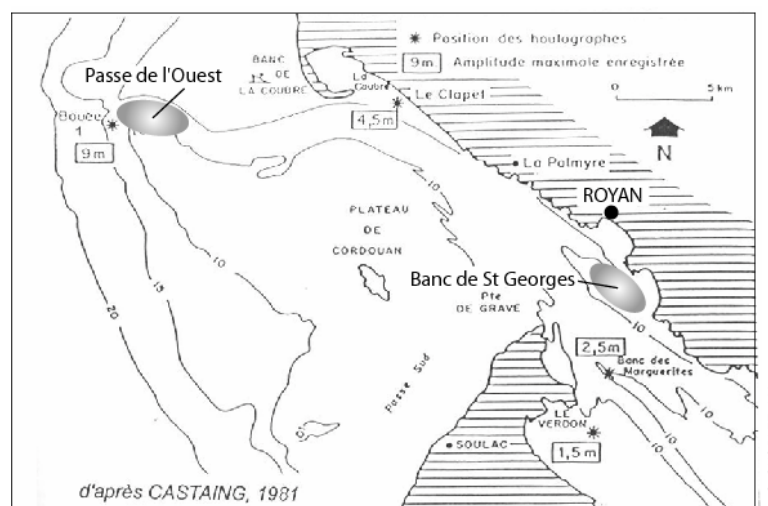 Position des houlographes
9m Amplitude maximale enregistrée
0 5 km
N
BANC
DE
LA COUBRE
La Coubre
Le Clapet
Passe de l'Ouest
Bouée
1
9m
4,5m
La Palmyre
ROYAN
PLATEAU
DE
CORDOUAN
Banc de St Georges
Pte
DE GRAVE
10
10
10
15
20
10
10
10
2,5m
Banc des
Marguerites
Passe Sud
LE
VERDON
SOULAC
1,5m
10
d'après CASTAING, 1981